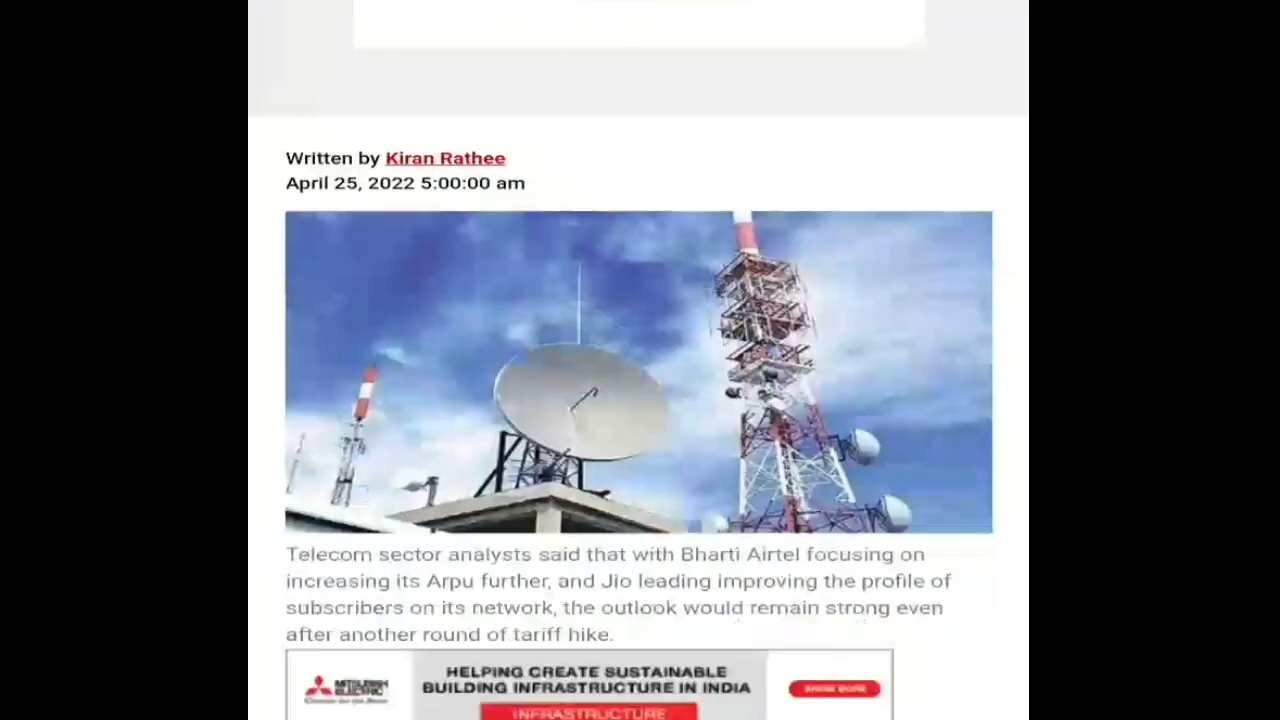 Written by Kiran Rathee
April 25, 2022 5:00:00 am
Telecom sector analysts said that with Bharti Airtel focusing on
increasing its Arpu further, and Jio leading improving the profile of
subscribers on its network, the outlook would remain strong even
after another round of tariff hike.
MITSUBISHI
ELECTRIC
HELPING CREATE SUSTAINABLE
BUILDING INFRASTRUCTURE IN INDIA
INFRASTRUCTURE